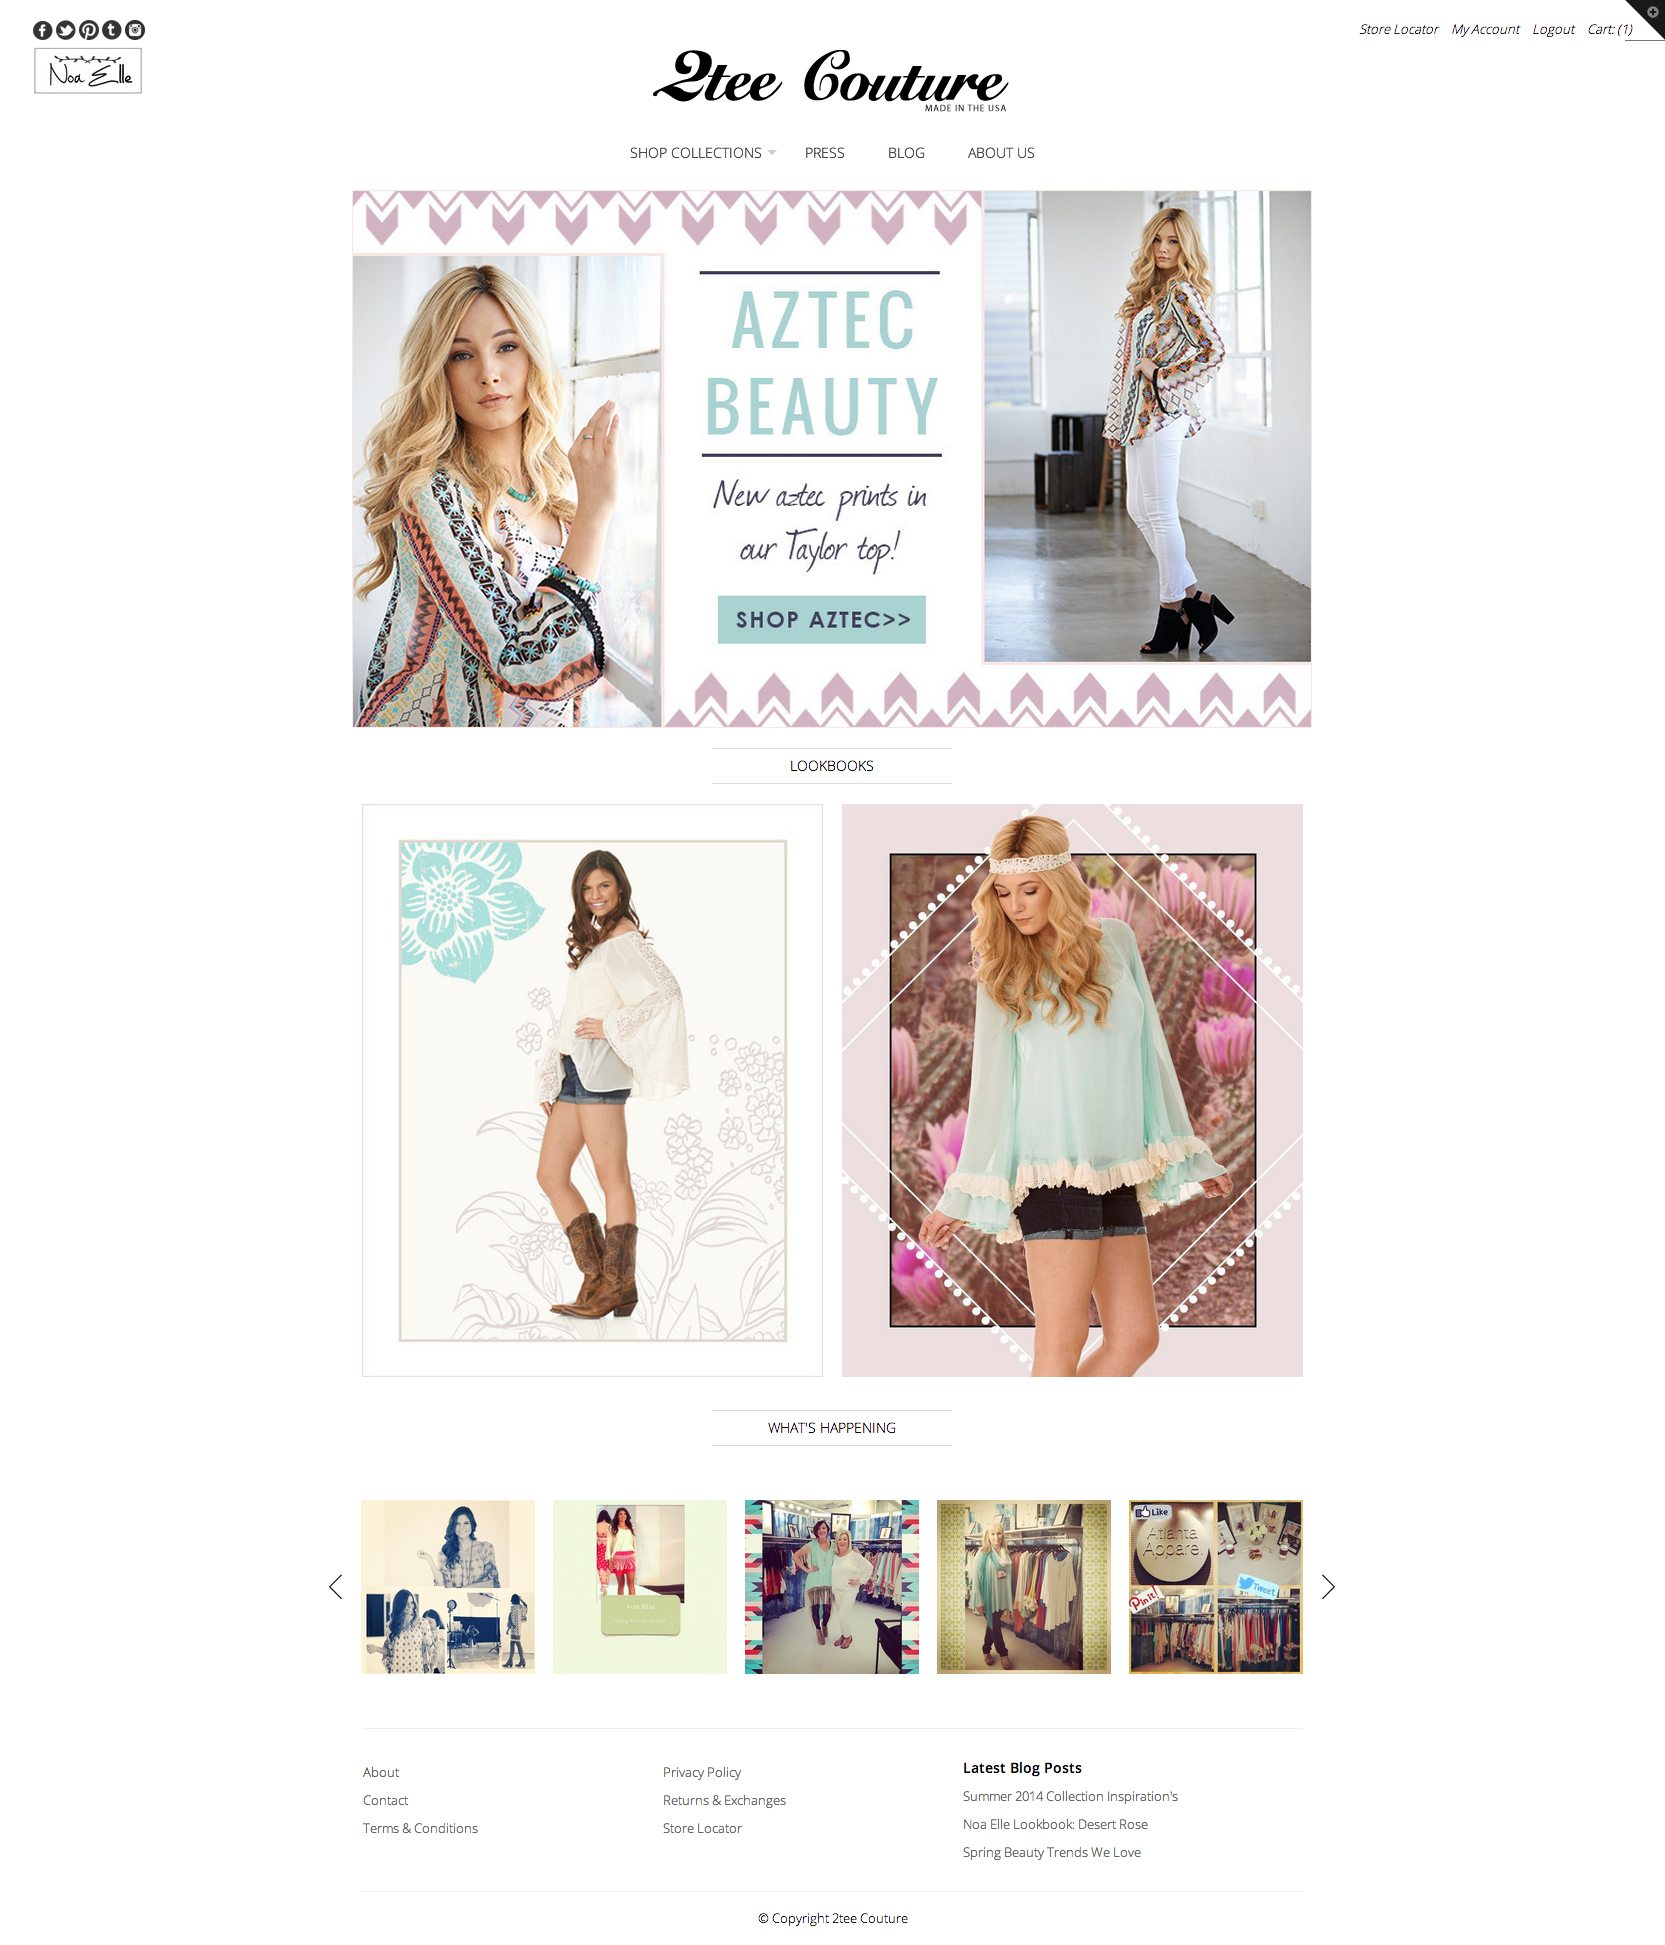 Store Locator My Account Logout Cart: (1)
Noa Elle
2tee Couture
MADE IN THE USA
SHOP COLLECTIONS PRESS BLOG ABOUT US
AZTEC
BEAUTY
New aztec prints in
our Taylor top!
SHOP AZTEC>>
LOOKBOOKS
WHAT'S HAPPENING
Like
Atlanta
Appare
Tweet
Pin it!
About
Contact
Terms & Conditions
Privacy Policy
Returns & Exchanges
Store Locator
Latest Blog Posts
Summer 2014 Collection Inspiration's
Noa Elle Lookbook: Desert Rose
Spring Beauty Trends We Love
© Copyright 2tee Couture